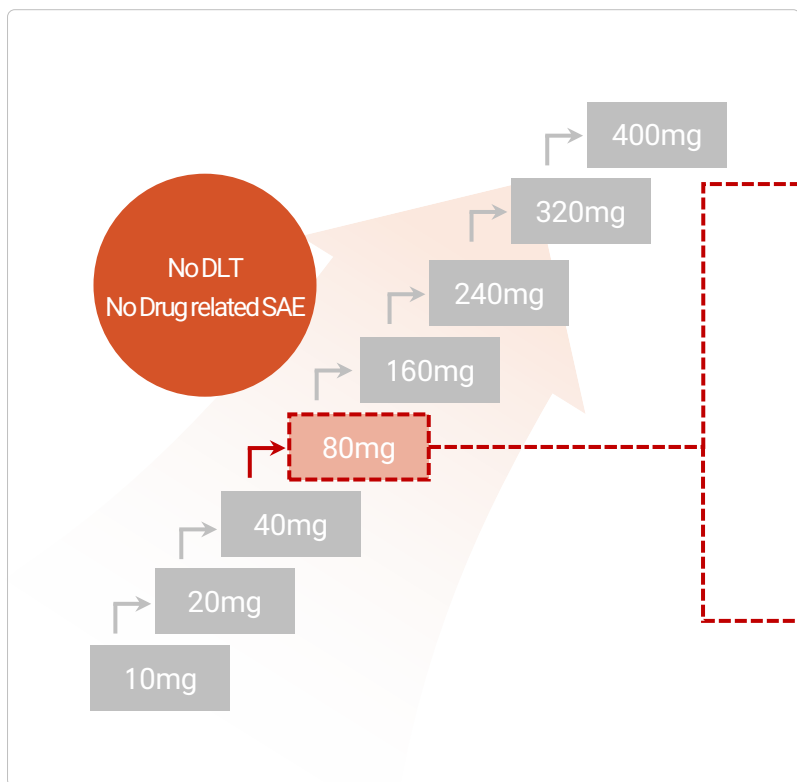 400mg
320mg
No DLT
No Drug related SAE
240mg
160mg
80mg
40mg
20mg
10mg